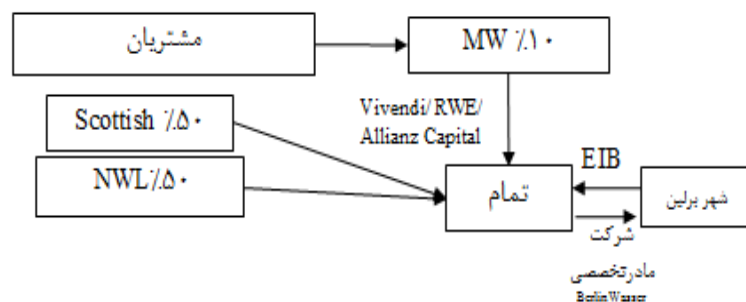 مشتریان
MW ٪۱۰
Scottish ٪۵۰
NWL٪۵۰
Vivendi/ RWE/
Allianz Capital
تمام
EIB
شهر برلین
شرکت
مادرتخصصی
BerlinWasser